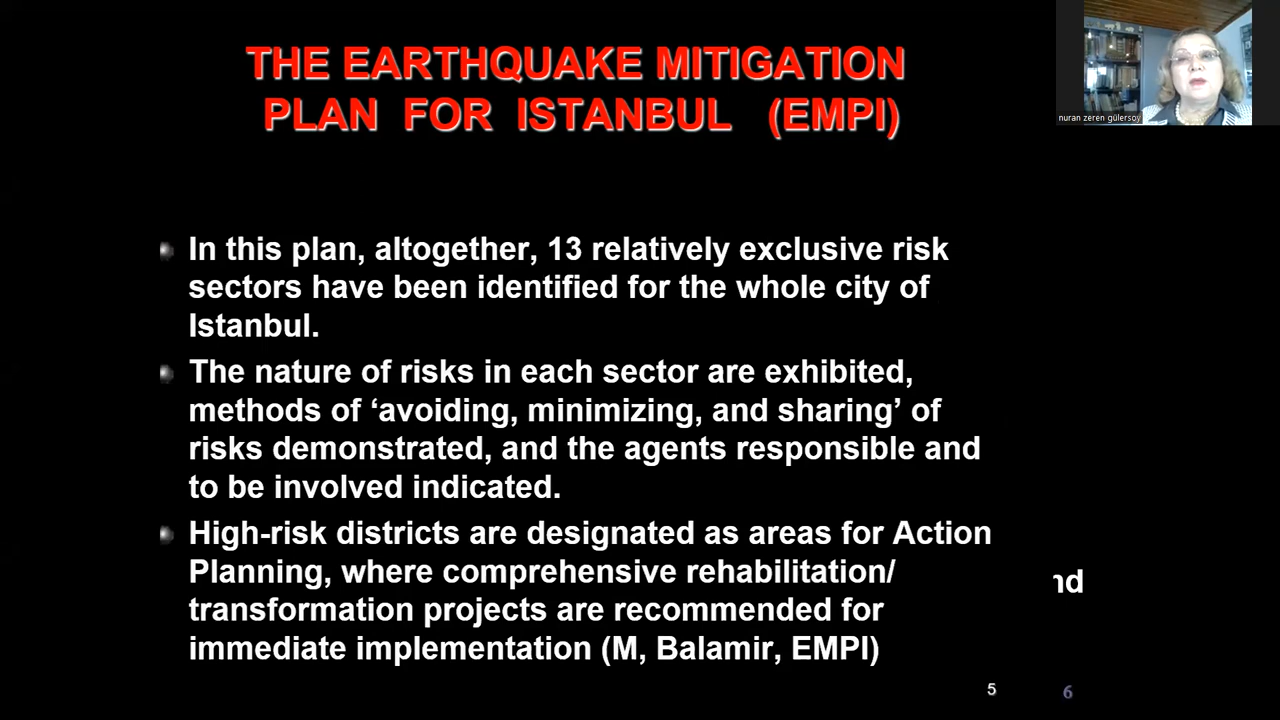 THE EARTHQUAKE MITIGATION
PLAN FOR ISTANBUL (EMPI)
nuran zeren gülersoy
In this plan, altogether, 13 relatively exclusive risk
sectors have been identified for the whole city of
Istanbul.
The nature of risks in each sector are exhibited,
methods of ‘avoiding, minimizing, and sharing’ of
risks demonstrated, and the agents responsible and
to be involved indicated.
High-risk districts are designated as areas for Action
Planning, where comprehensive rehabilitation/
transformation projects are recommended for
immediate implementation (M, Balamir, EMPI)
nd
5
6